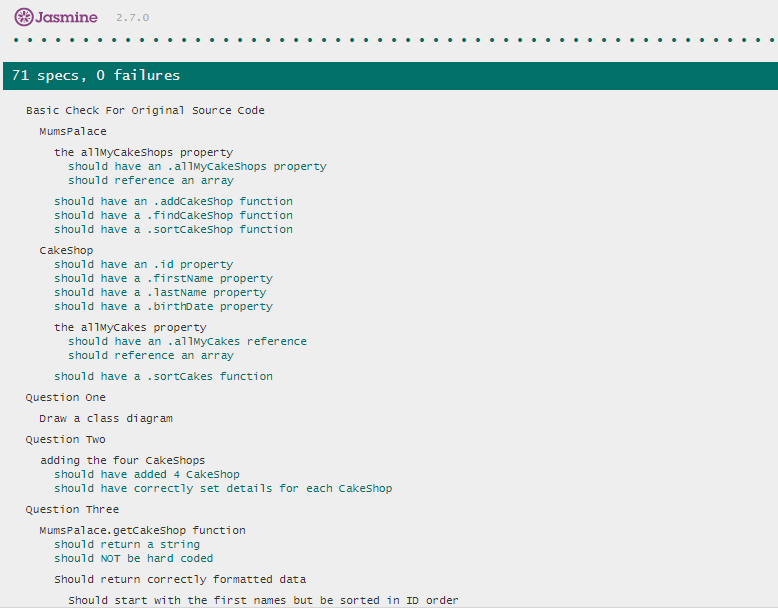 Jasmine 2.7.0
71 specs, 0 failures
Basic Check For Original Source Code
MumsPalace
the allMyCakeShops property
should have an .allMyCakeShops property
should reference an array
should have an .addCakeShop function
should have a .findCakeShop function
should have a .sortCakeShop function
CakeShop
should have an .id property
should have a .firstName property
should have a .lastName property
should have a .birthDate property
the allMyCakes property
should have an .allMyCakes reference
should reference an array
should have a .sortCakes function
Question One
Draw a class diagram
Question Two
adding the four CakeShops
should have added 4 CakeShop
should have correctly set details for each CakeShop
Question Three
MumsPalace.getCakeShop function
should return a string
should NOT be hard coded
Should return correctly formatted data
Should start with the first names but be sorted in ID order